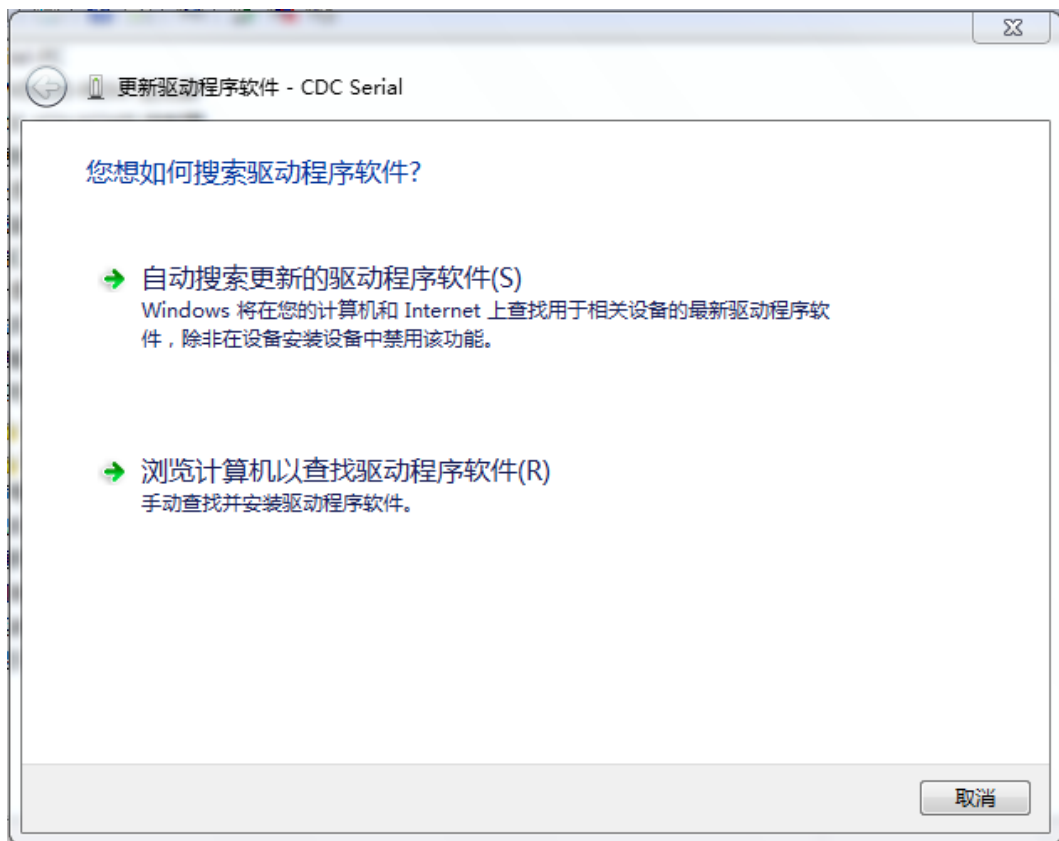 更新驱动程序软件 - CDC Serial
您想如何搜索驱动程序软件?
自动搜索更新的驱动程序软件(S)
Windows 将在您的计算机和 Internet 上查找用于相关设备的最新驱动程序软
件，除非在设备安装设备中禁用该功能。
浏览计算机以查找驱动程序软件(R)
手动查找并安装驱动程序软件。
取消